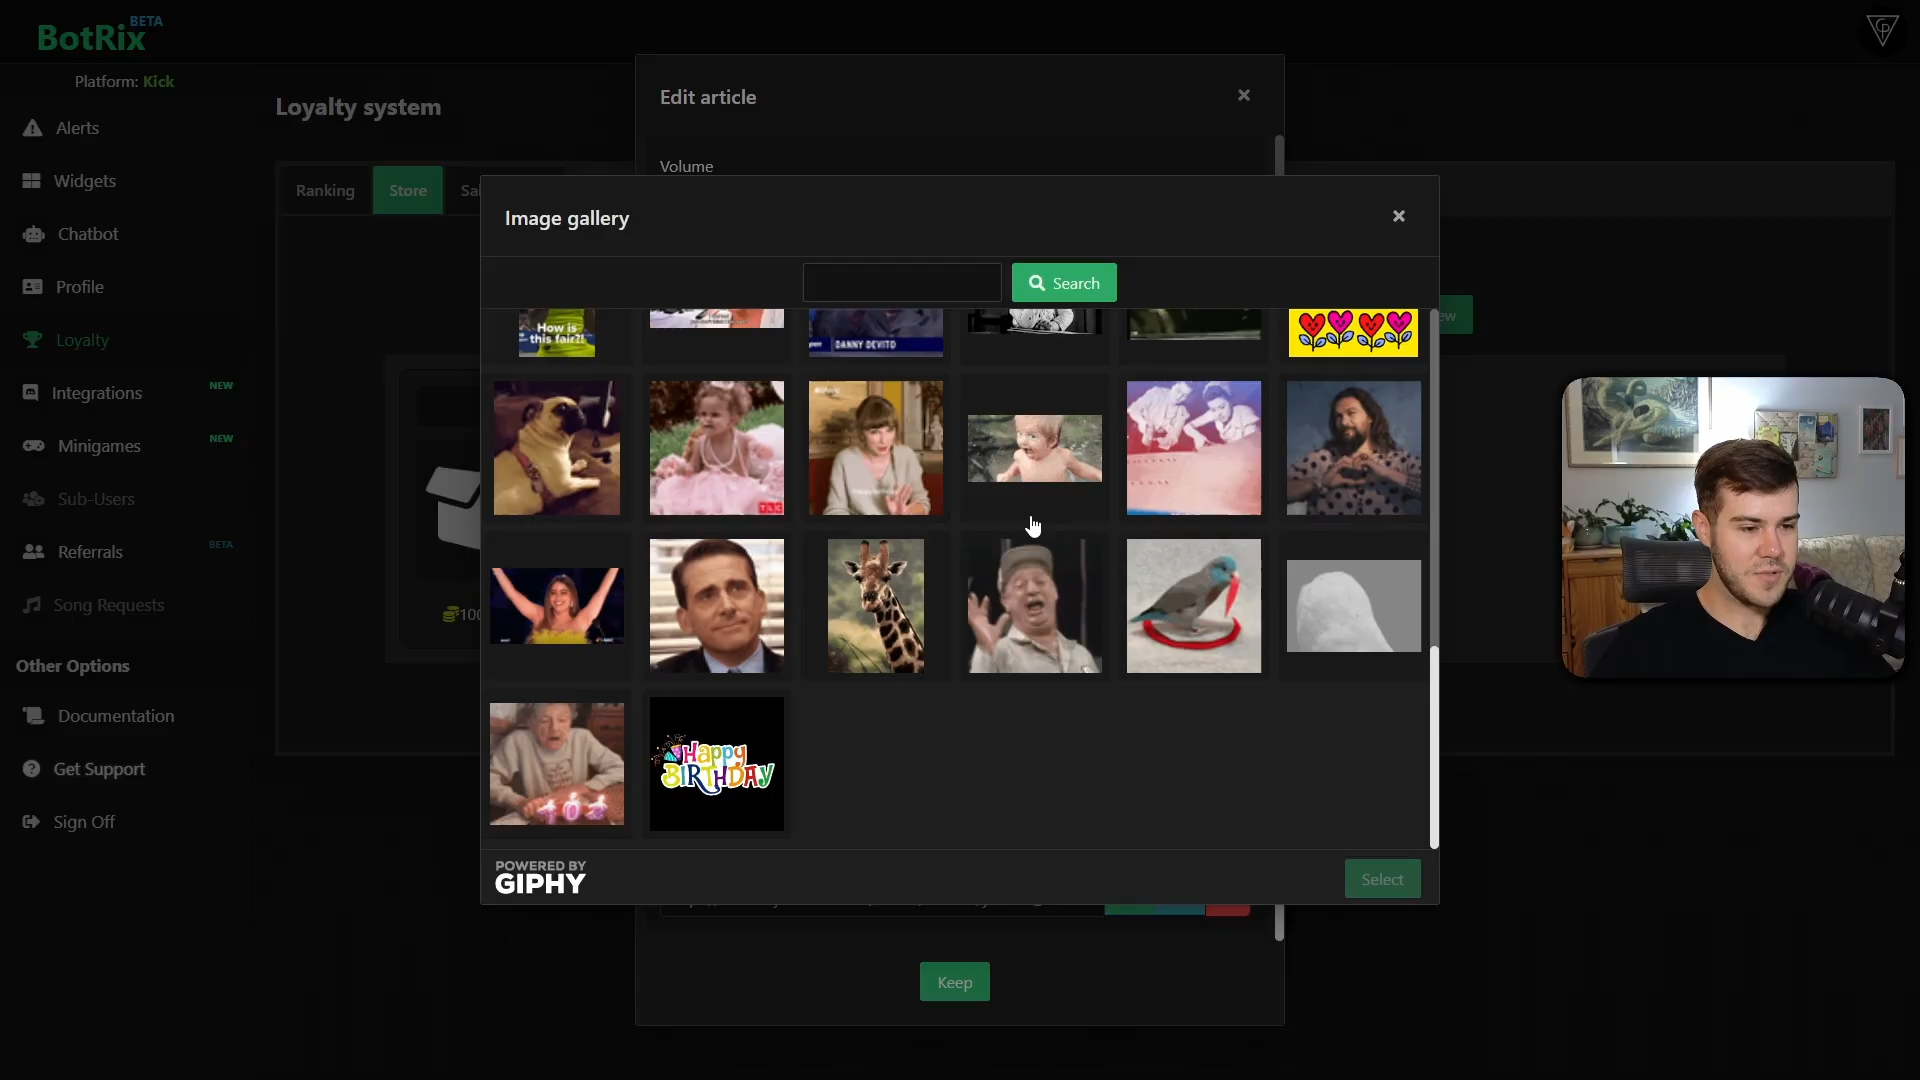 BotRix
BETA
Platform: Kick
Alerts
Widgets
Chatbot
Profile
Loyalty
Integrations
NEW
Minigames
NEW
Sub-Users
Referrals
BETA
Song Requests
Other Options
Documentation
Get Support
Sign Off
Loyalty system
Ranking
Store
Edit article
×
Volume
Image gallery
×
Search
How is
this fair?!
DANNY DEVITO
TLC
Happy
BIRTHDAY
POWERED BY
GIPHY
Select
Keep